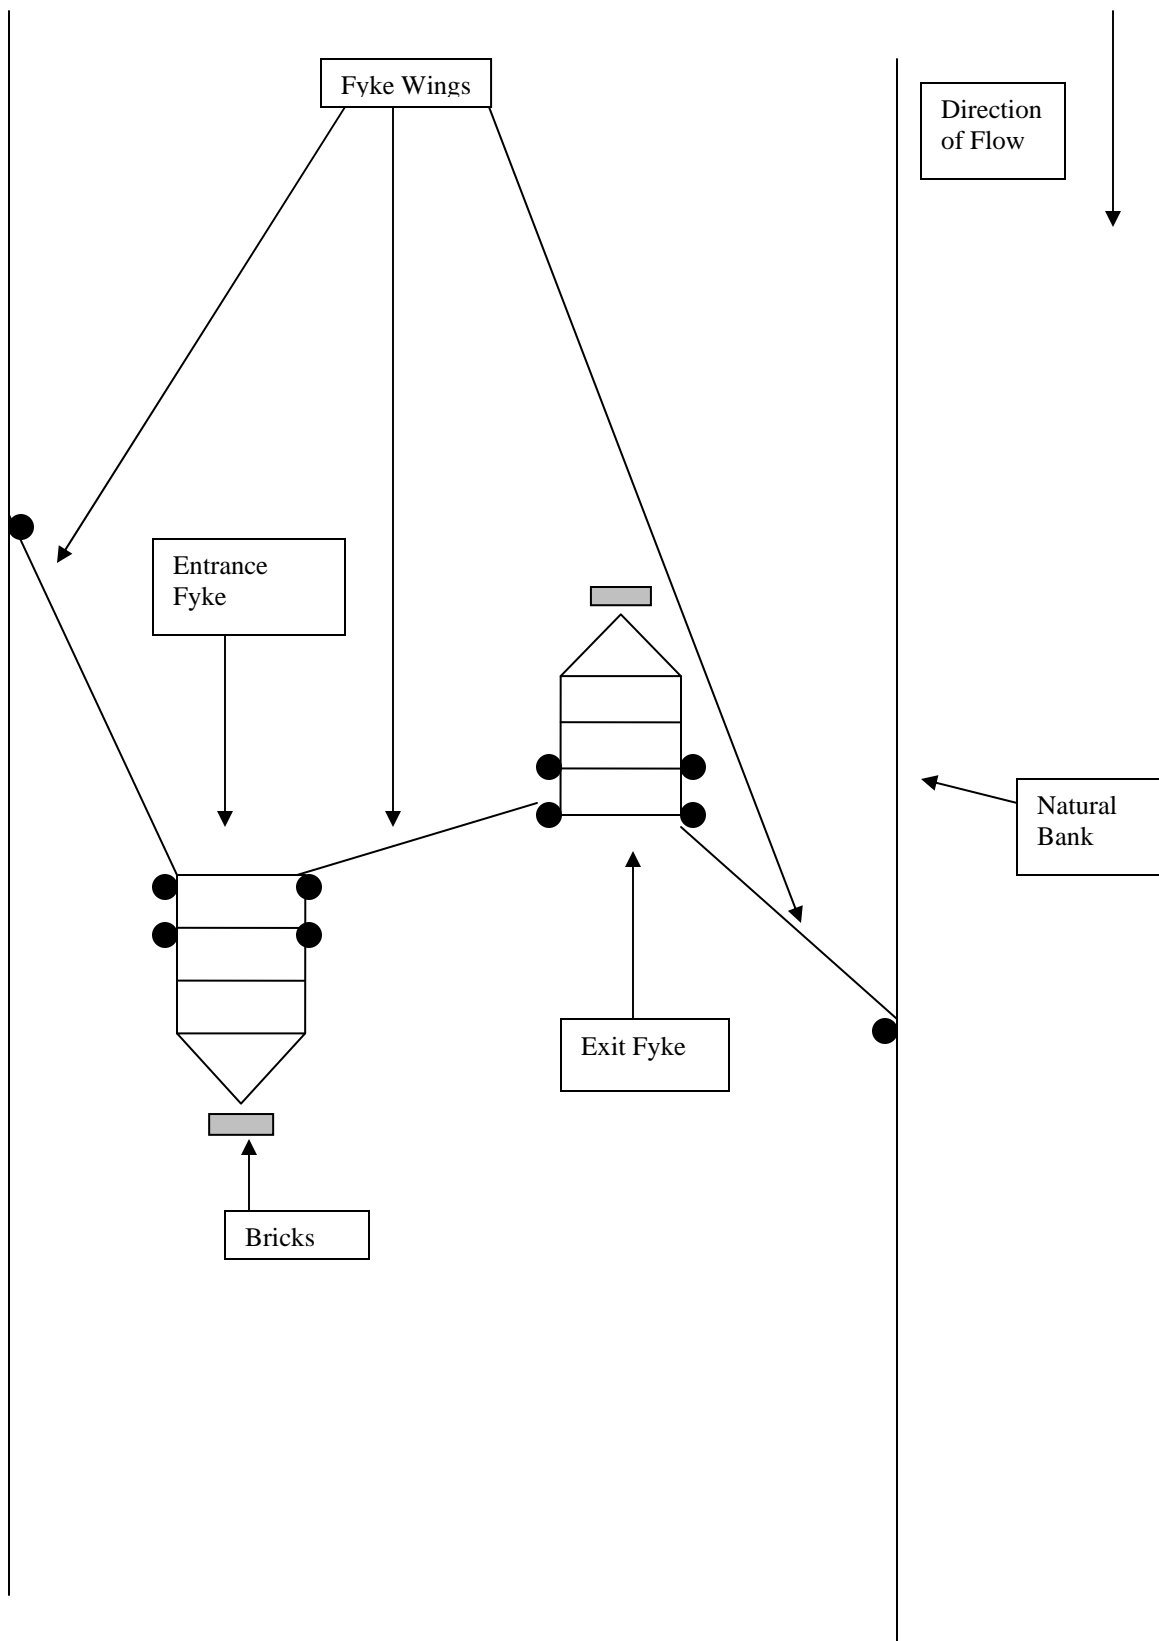 Fyke Wings
Direction
of Flow
Entrance
Fyke
Natural
Bank
Exit Fyke
Bricks